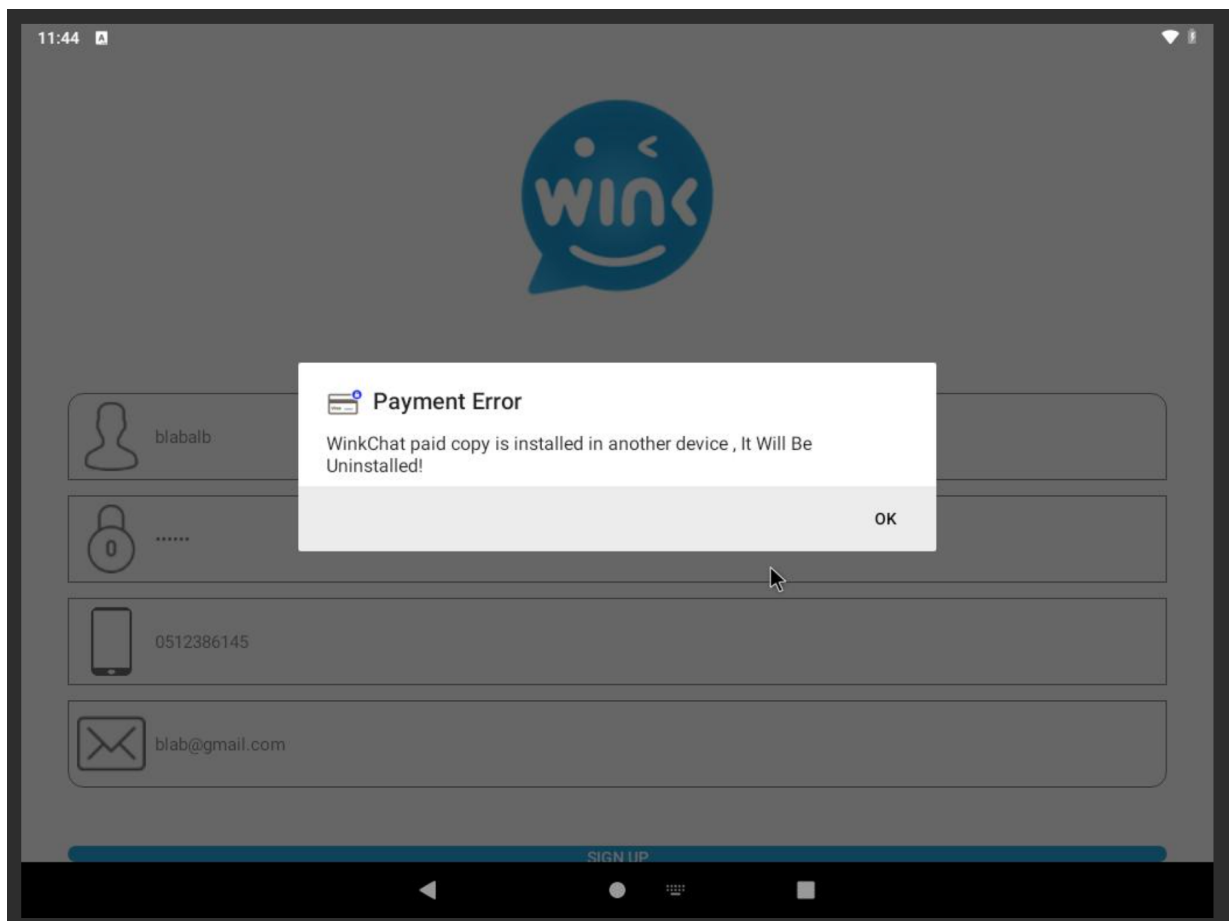 11:44 A
wink
Payment Error
WinkChat paid copy is installed in another device , It Will Be
Uninstalled!
OK
blabalb
0
••••••
0512386145
blab@gmail.com
SIGN UP